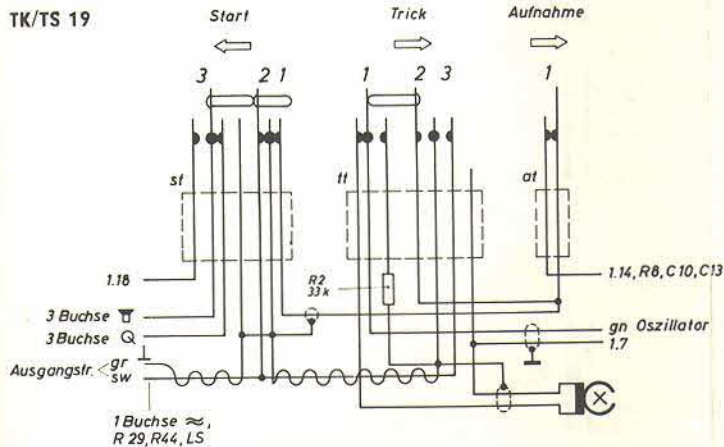 TK/TS 19
Start
Trick
Aufnahme
3 2 1
1 2 3
1
st
tt
at
R2
33 k
1.18
1.14, R8, C10, C13
3 Buchse
3 Buchse
gn Oszillator
1.7
Ausgangstr. < gr
sw
1 Buchse ≈,
R 29, R44, LS